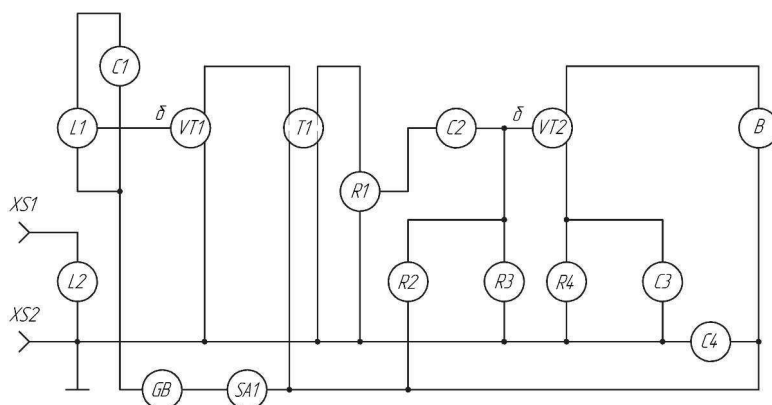 C1
L1
б
VT1
T1
C2
б
VT2
B
R1
XS1
L2
R2
R3
R4
C3
XS2
C4
GB
SA1